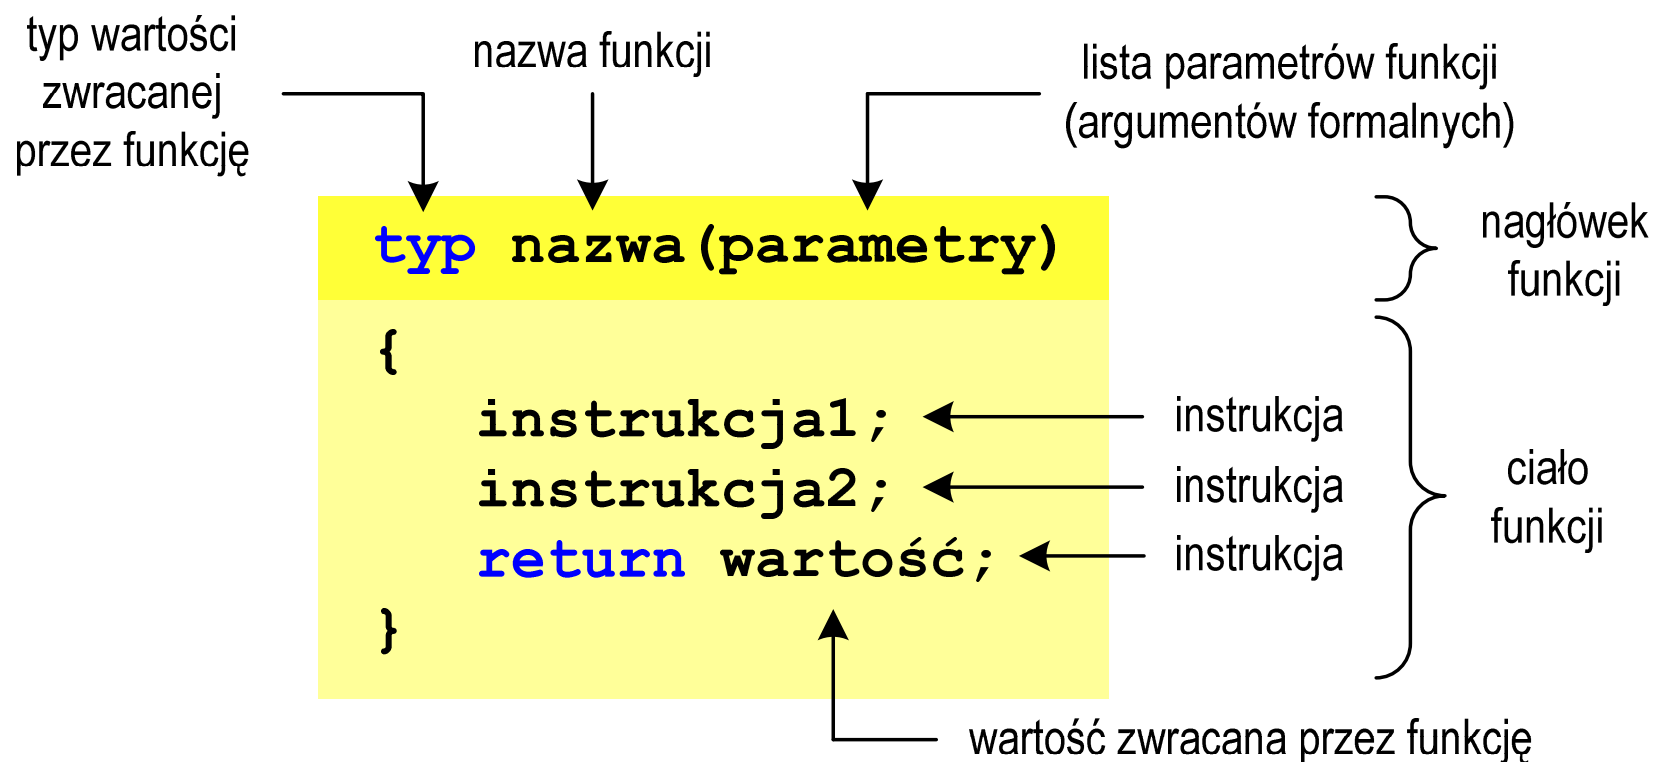 typ wartości
zwracanej
przez funkcję
nazwa funkcji
lista parametrów funkcji
(argumentów formalnych)
typ nazwa(parametry)
nagłówek
funkcji
{
instrukcja1;
instrukcja
instrukcja2;
instrukcja
return wartość;
instrukcja
}
ciało
funkcji
wartość zwracana przez funkcję